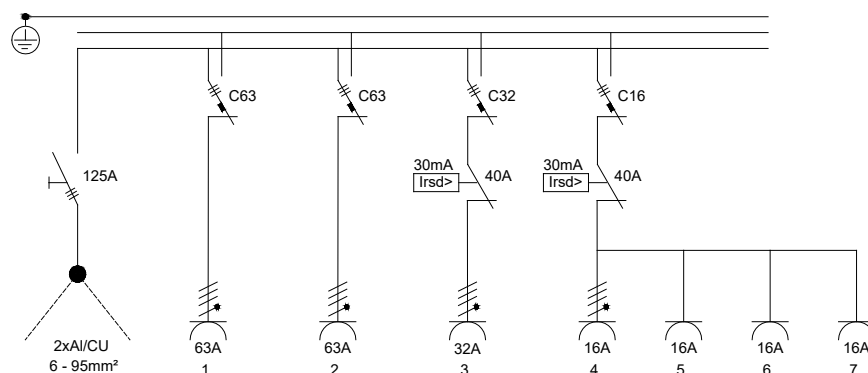 C63
C63
C32
C16
125A
30mA
Irsd>
40A
30mA
Irsd>
40A
2xAl/CU
6 - 95mm²
63A
63A
32A
16A
16A
16A
16A
1
2
3
4
5
6
7